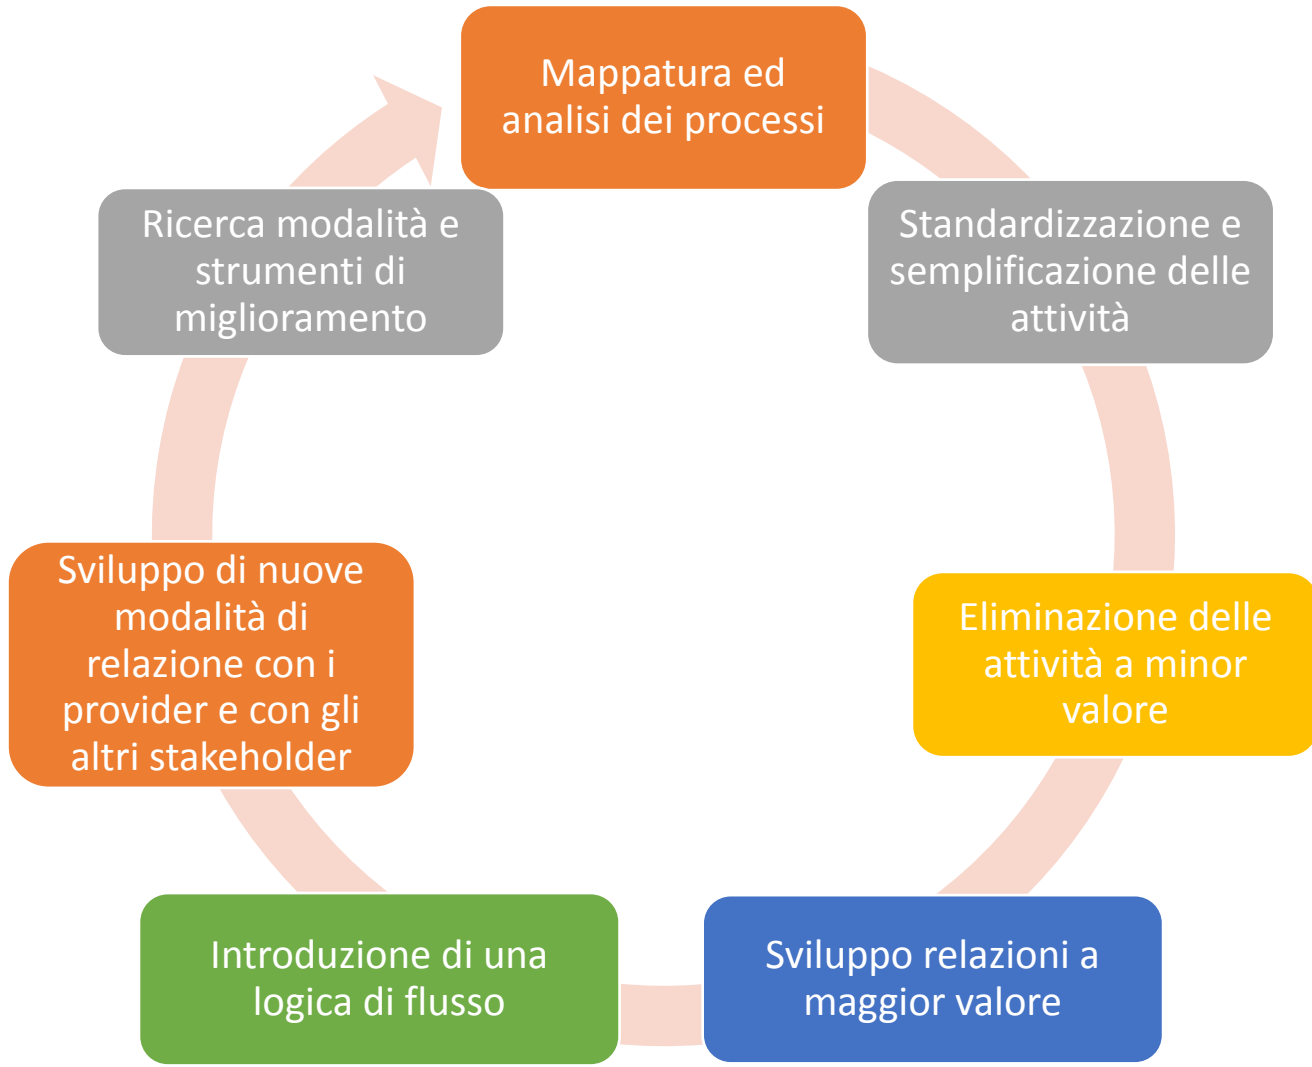 Mappatura ed
analisi dei processi
Standardizzazione e
semplificazione delle
attività
Eliminazione delle
attività a minor
valore
Sviluppo relazioni a
maggior valore
Introduzione di una
logica di flusso
Sviluppo di nuove
modalità di
relazione con i
provider e con gli
altri stakeholder
Ricerca modalità e
strumenti di
miglioramento